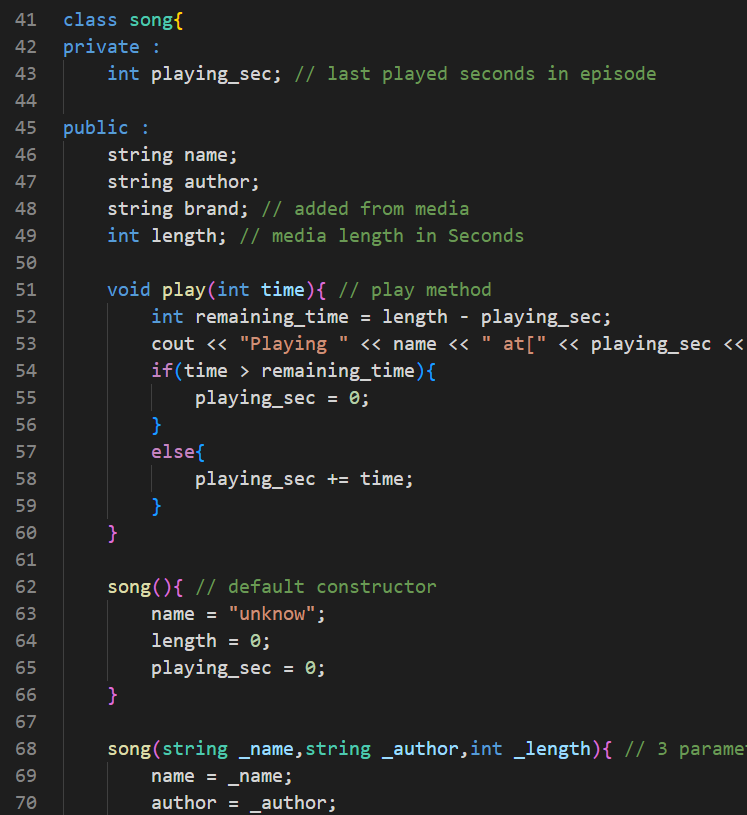 41 class song{
42 private :
43     int playing_sec; // last played seconds in episode
44
45 public :
46     string name;
47     string author;
48     string brand; // added from media
49     int length; // media length in Seconds
50
51     void play(int time){ // play method
52         int remaining_time = length - playing_sec;
53         cout << "Playing " << name << " at[" << playing_sec <<
54         if(time > remaining_time){
55             playing_sec = 0;
56         }
57         else{
58             playing_sec += time;
59         }
60     }
61
62     song(){ // default constructor
63         name = "unknow";
64         length = 0;
65         playing_sec = 0;
66     }
67
68     song(string _name,string _author,int _length){ // 3 parame
69         name = _name;
70         author = _author;